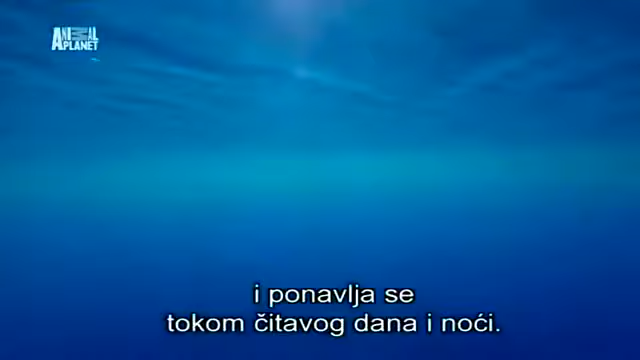 ANIMAL
PLANET
i ponavlja se
tokom čitavog dana i noći.